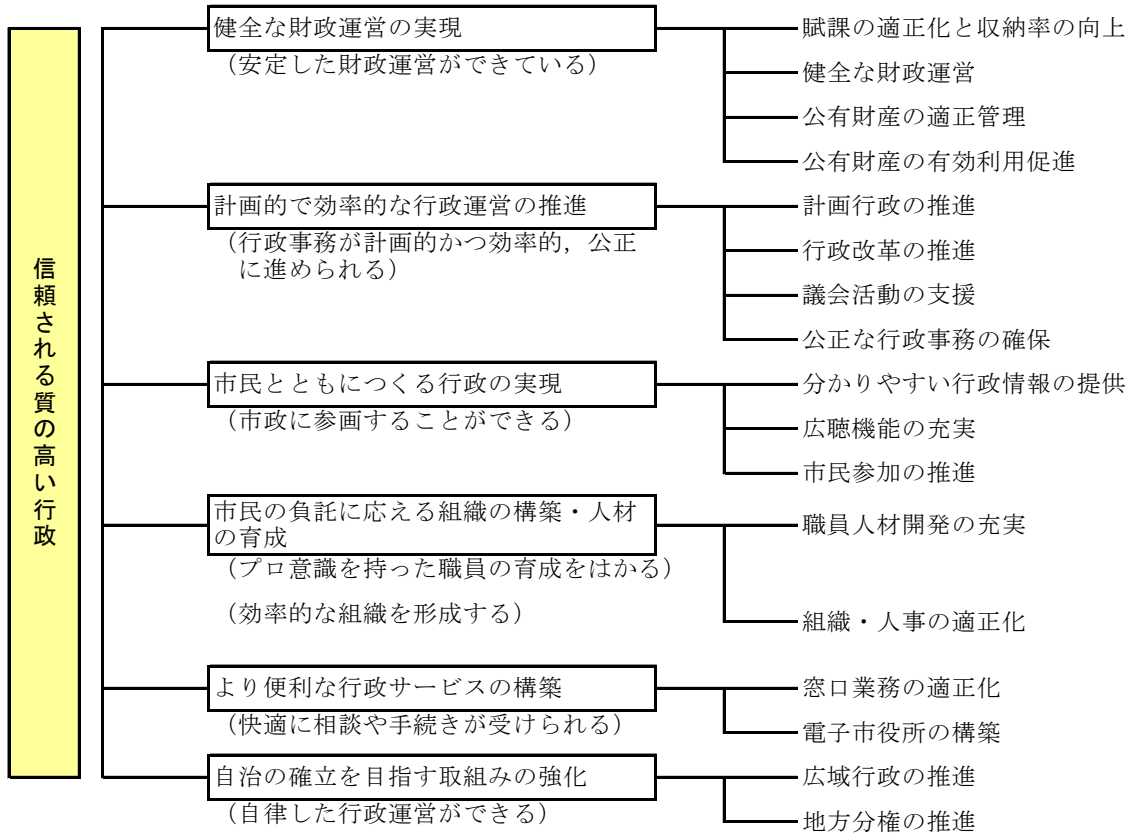 信頼される質の高い行政
健全な財政運営の実現
（安定した財政運営ができている）
賦課の適正化と収納率の向上
健全な財政運営
公有財産の適正管理
公有財産の有効利用促進
計画的で効率的な行政運営の推進
（行政事務が計画的かつ効率的，公正
に進められる）
計画行政の推進
行政改革の推進
議会活動の支援
公正な行政事務の確保
市民とともにつくる行政の実現
（市政に参画することができる）
分かりやすい行政情報の提供
広聴機能の充実
市民参加の推進
市民の負託に応える組織の構築・人材
の育成
（プロ意識を持った職員の育成をはかる）
（効率的な組織を形成する）
職員人材開発の充実
組織・人事の適正化
より便利な行政サービスの構築
（快適に相談や手続きが受けられる）
窓口業務の適正化
電子市役所の構築
自治の確立を目指す取組みの強化
（自律した行政運営ができる）
広域行政の推進
地方分権の推進